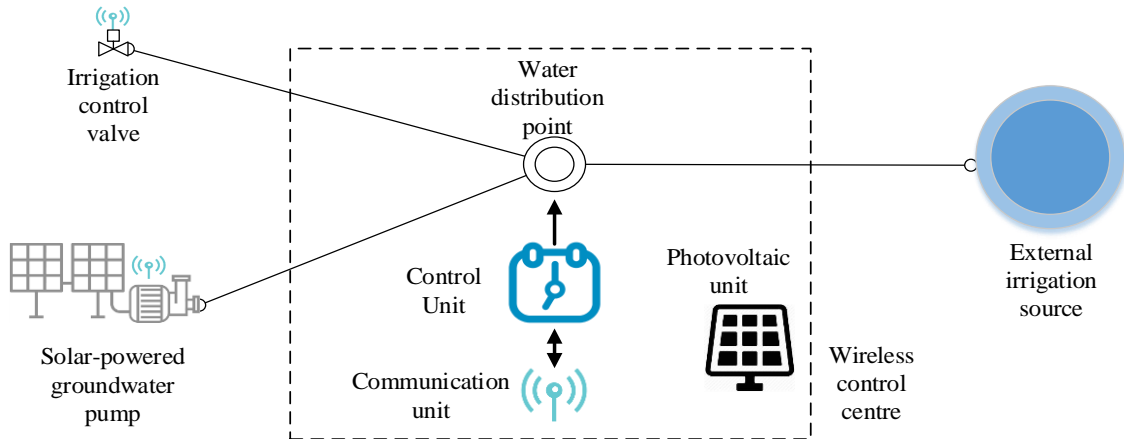 Irrigation
control
valve
Water
distribution
point
External
irrigation
source
Control
Unit
Photovoltaic
unit
Solar-powered
groundwater
pump
Communication
unit
Wireless
control
centre